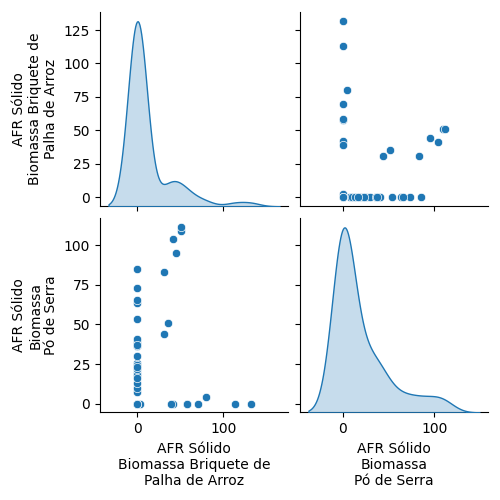 AFR Sólido
Biomassa Briquete de
Palha de Arroz
125
100
75
50
25
0
AFR Sólido
Biomassa
Pó de Serra
100
75
50
25
0
0
100
0
100
AFR Sólido
Biomassa Briquete de
Palha de Arroz
AFR Sólido
Biomassa
Pó de Serra